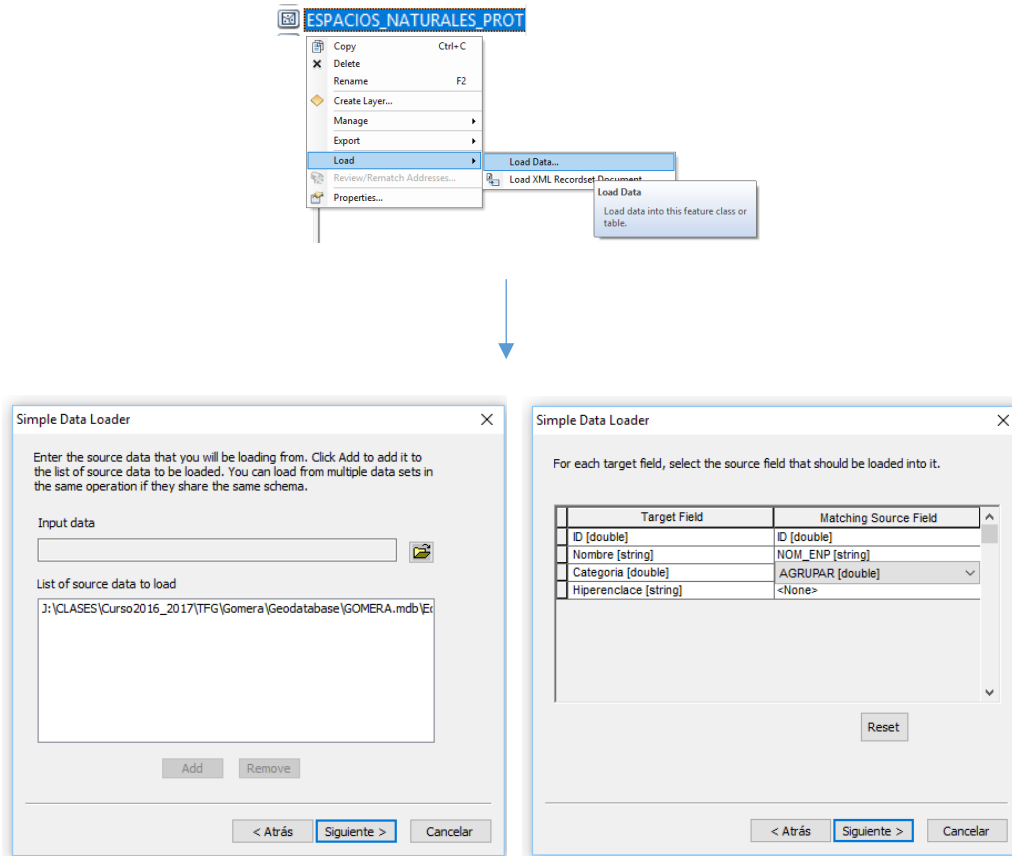 ESPACIOS_NATURALES_PROT
Copy Ctrl+C
Delete
Rename F2
Create Layer...
Manage
Export
Load
Review/Rematch Addresses...
Properties...
Load Data...
Load XML Recordset Document
Load Data
Load data into this feature class or
table.
Simple Data Loader
Enter the source data that you will be loading from. Click Add to add it to
the list of source data to be loaded. You can load from multiple data sets in
the same operation if they share the same schema.
Input data
List of source data to load
J:\CLASES\Curso2016_2017\TFG\Gomera\Geodatabase\GOMERA.mdb\Ec
Add Remove
< Atrás Siguiente > Cancelar
Simple Data Loader
For each target field, select the source field that should be loaded into it.
Target Field Matching Source Field
ID [double] ID [double]
Nombre [string] NOM_ENP [string]
Categoria [double] AGRUPAR [double]
Hiperenclace [string] <None>
Reset
< Atrás Siguiente > Cancelar